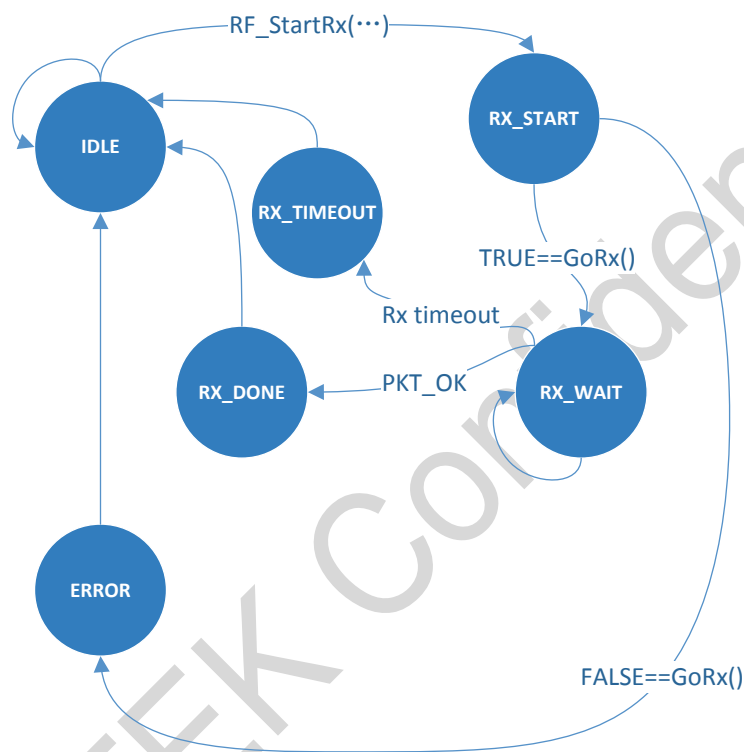 RF_StartRx(···)
IDLE
RX_START
RX_TIMEOUT
TRUE==GoRx()
Rx timeout
PKT_OK
RX_DONE
RX_WAIT
ERROR
FALSE==GoRx()